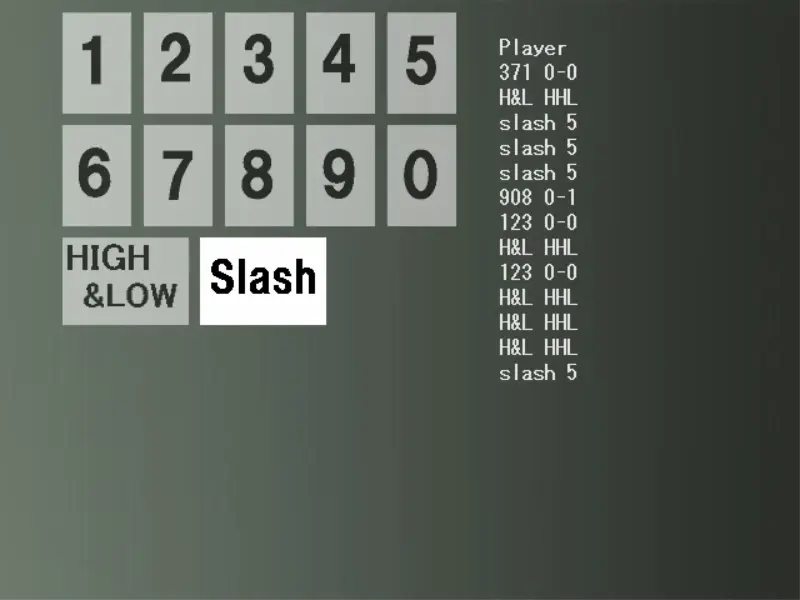 1 2 3 4 5
6 7 8 9 0
HIGH
&LOW
Slash
Player
371 0-0
H&L HHL
slash 5
slash 5
slash 5
908 0-1
123 0-0
H&L HHL
123 0-0
H&L HHL
H&L HHL
H&L HHL
slash 5